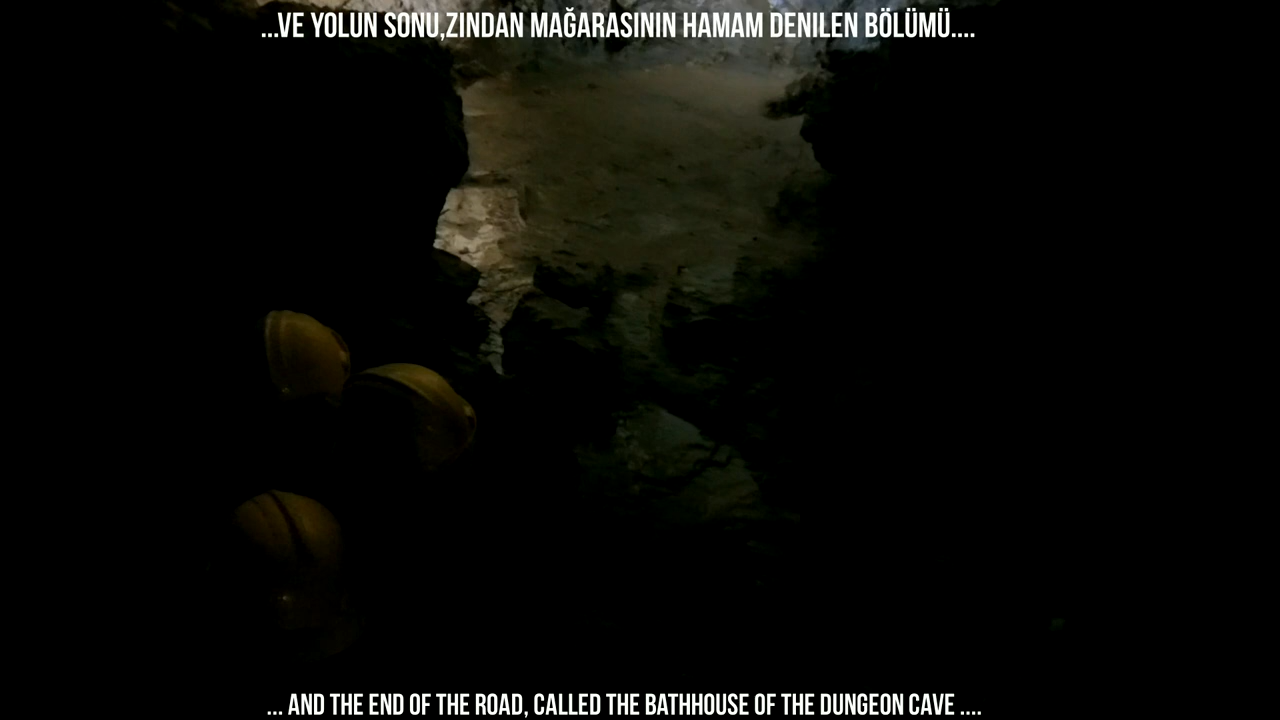 ...VE YOLUN SONU,ZINDAN MAĞARASININ HAMAM DENILEN BÖLÜMÜ....
... AND THE END OF THE ROAD, CALLED THE BATHHOUSE OF THE DUNGEON CAVE ....